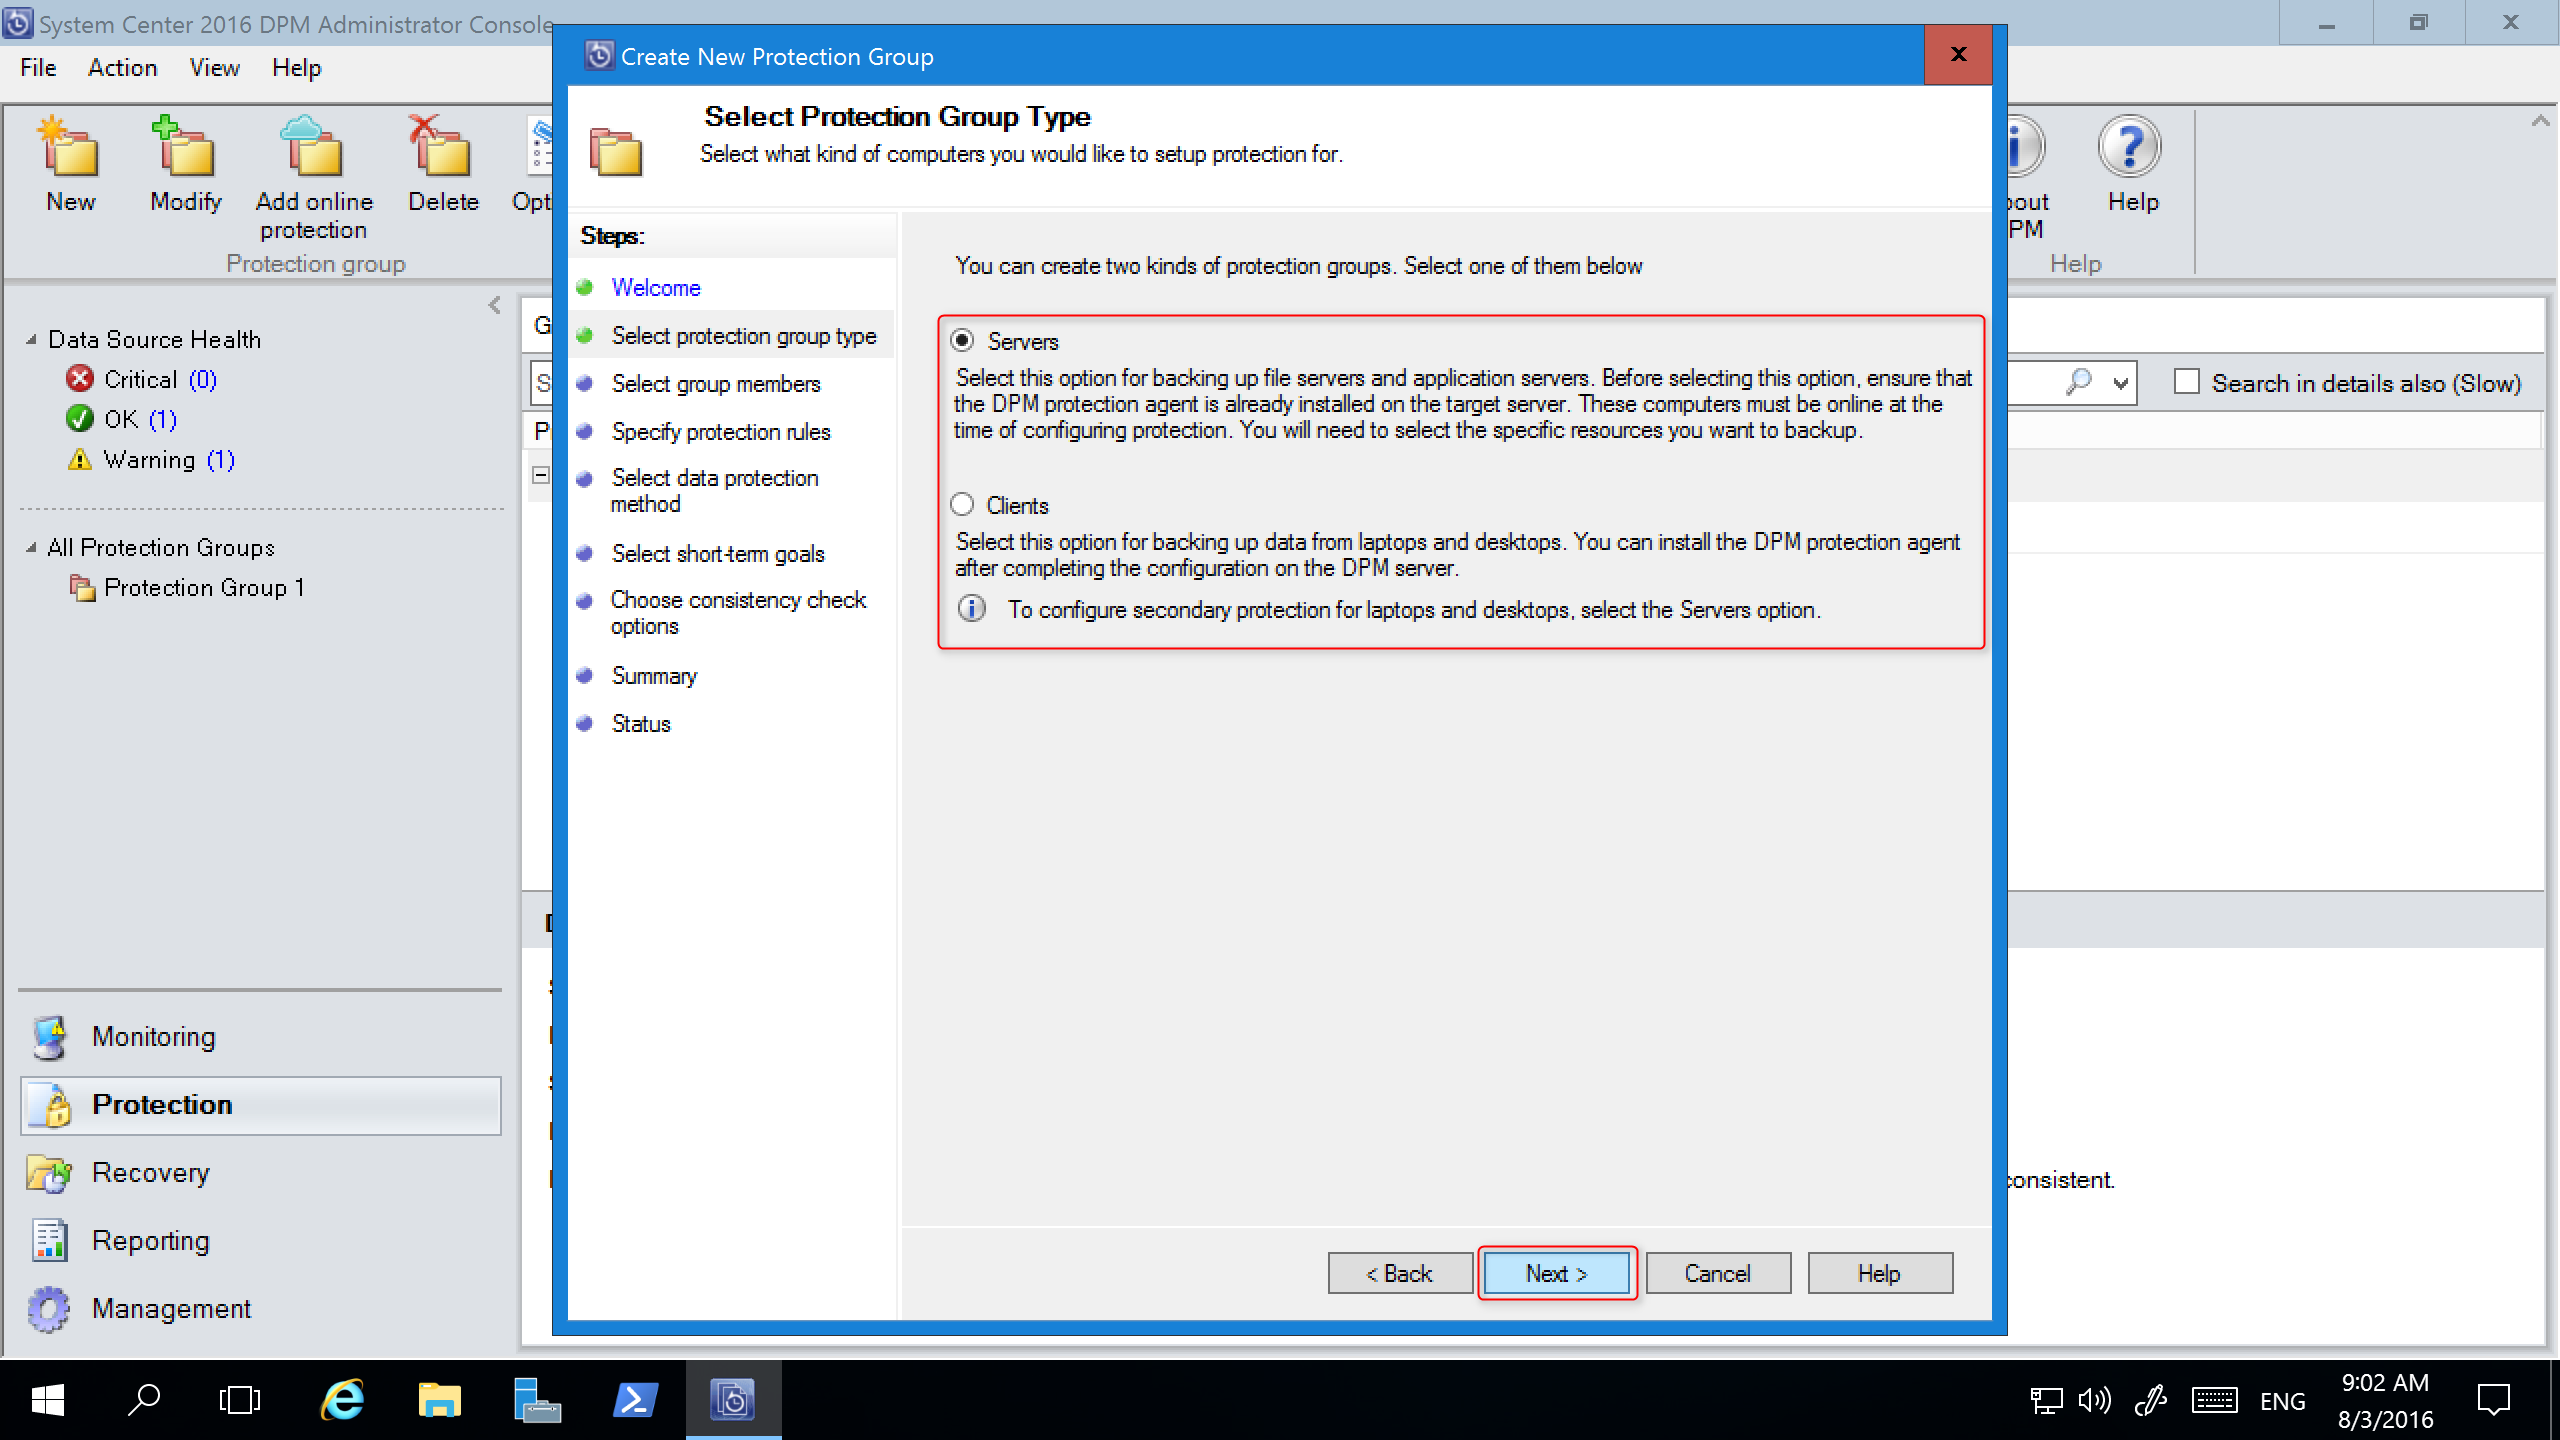 System Center 2016 DPM Administrator Console
File Action View Help
New
Modify
Add online
protection
Delete
Protection group
Help
Help
Create New Protection Group
x
Select Protection Group Type
Select what kind of computers you would like to setup protection for.
Steps:
Welcome
Select protection group type
Select group members
Specify protection rules
Select data protection
method
Select short-term goals
Choose consistency check
options
Summary
Status
You can create two kinds of protection groups. Select one of them below
Servers
Select this option for backing up file servers and application servers. Before selecting this option, ensure that
the DPM protection agent is already installed on the target server. These computers must be online at the
time of configuring protection. You will need to select the specific resources you want to backup.
Clients
Select this option for backing up data from laptops and desktops. You can install the DPM protection agent
after completing the configuration on the DPM server.
To configure secondary protection for laptops and desktops, select the Servers option.
< Back
Next >
Cancel
Help
Data Source Health
Critical (0)
OK (1)
Warning (1)
All Protection Groups
Protection Group 1
Search in details also (Slow)
consistent.
Monitoring
Protection
Recovery
Reporting
Management
ENG
9:02 AM
8/3/2016